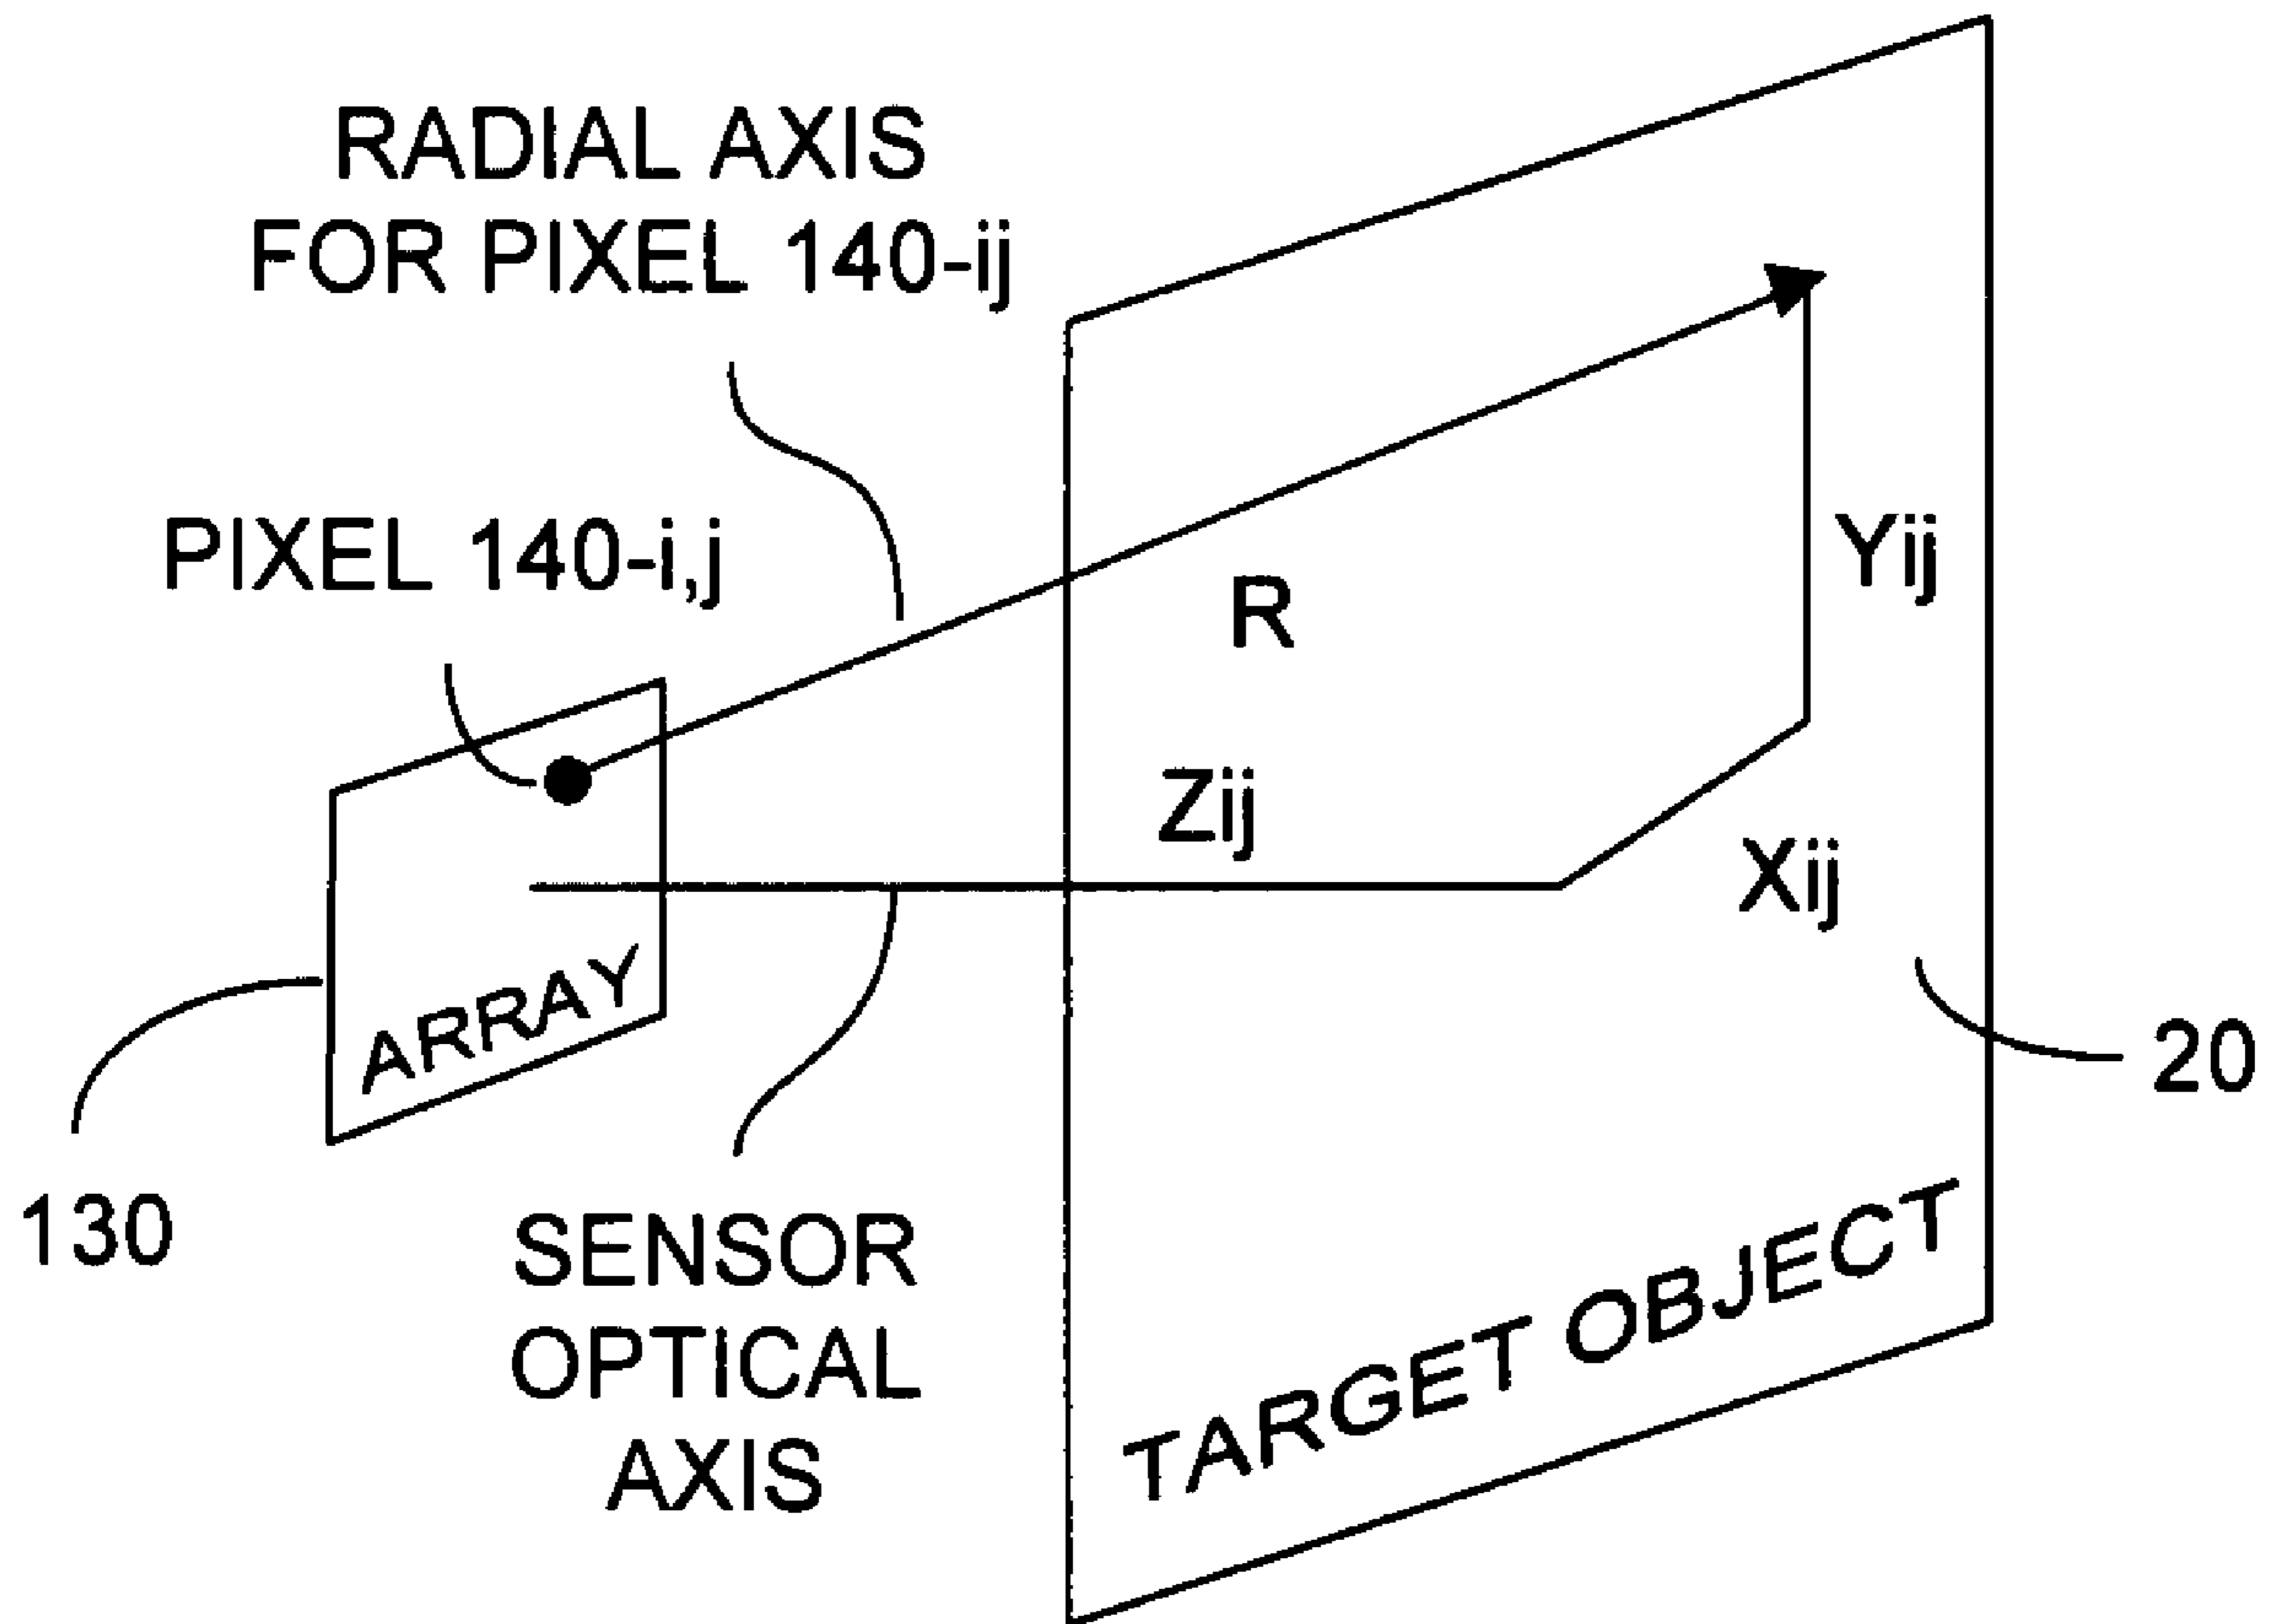 RADIAL AXIS
FOR PIXEL 140-ij
PIXEL 140-i,j
R
Yij
Zij
Xij
ARRAY
20
130
SENSOR
OPTICAL
AXIS
TARGET OBJECT